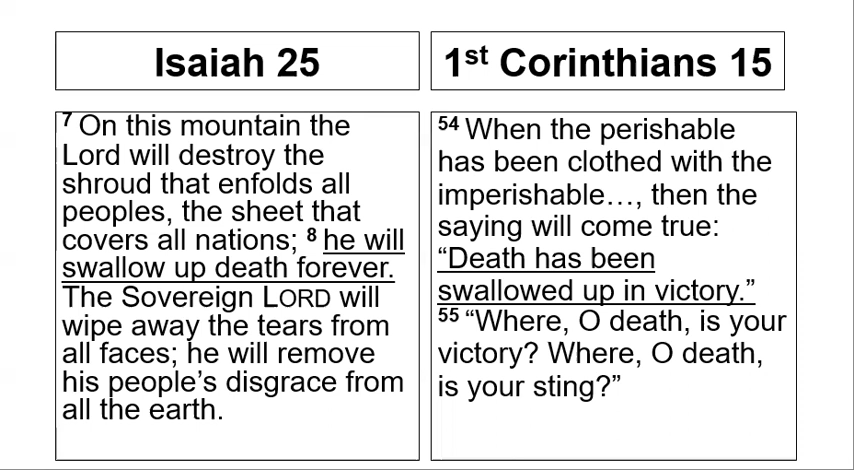 Isaiah 25
1st Corinthians 15
7 On this mountain the
Lord will destroy the
shroud that enfolds all
peoples, the sheet that
covers all nations; 8 he will
swallow up death forever.
The Sovereign LORD will
wipe away the tears from
all faces; he will remove
his people’s disgrace from
all the earth.
54 When the perishable
has been clothed with the
imperishable…, then the
saying will come true:
“Death has been
swallowed up in victory.”
55 “Where, O death, is your
victory? Where, O death,
is your sting?”